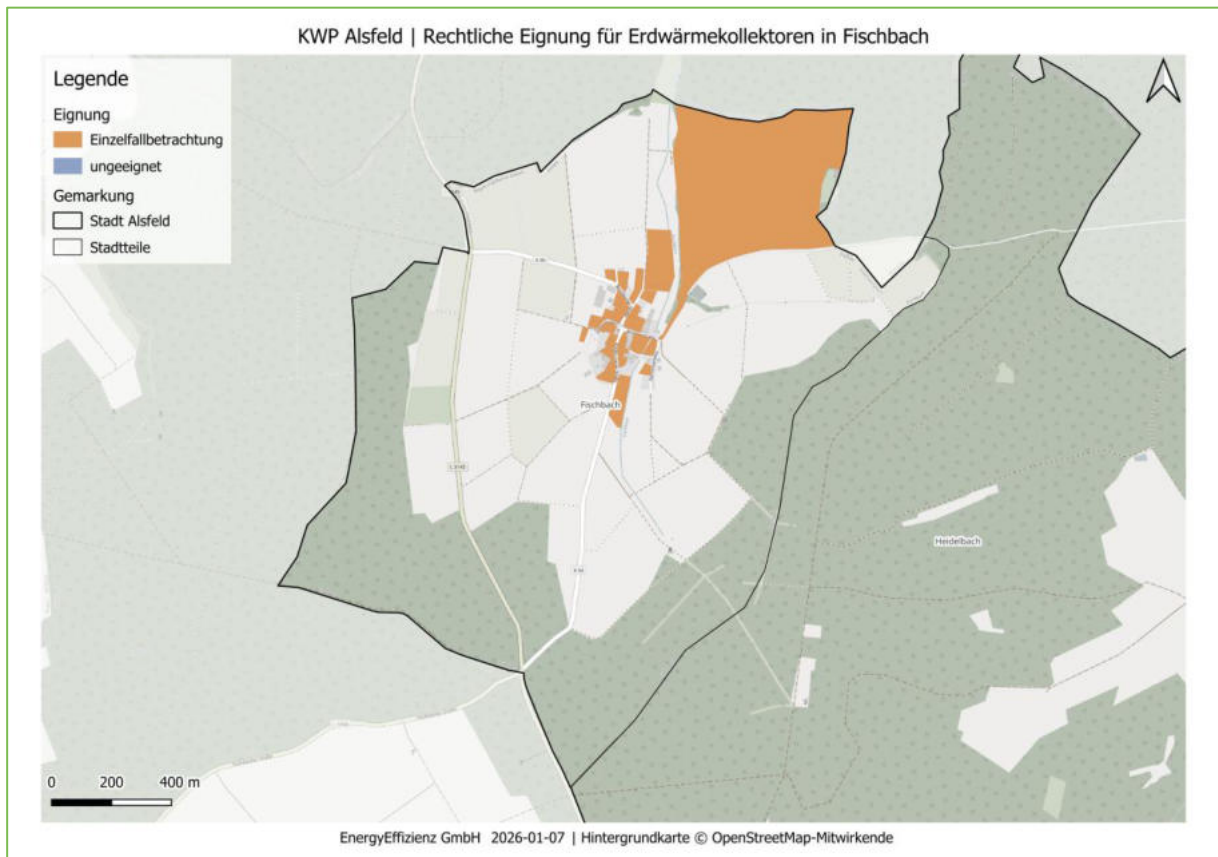 KWP Alsfeld | Rechtliche Eignung für Erdwärmekollektoren in Fischbach
Legende
Eignung
Einzelfallbetrachtung
ungeeignet
Gemarkung
Stadt Alsfeld
Stadtteile
Fischbach
Heidelbach
0 200 400 m
EnergyEffizienz GmbH 2026-01-07 | Hintergrundkarte © OpenStreetMap-Mitwirkende